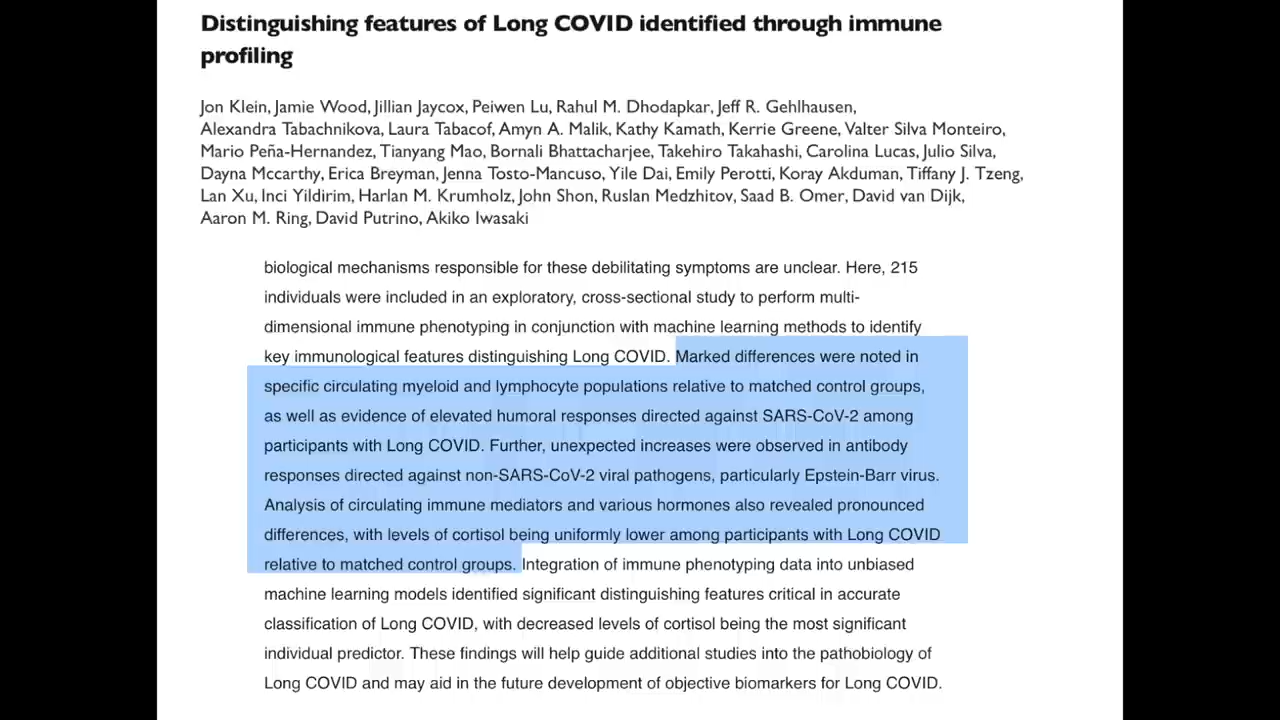 Distinguishing features of Long COVID identified through immune
profiling
Jon Klein, Jamie Wood, Jillian Jaycox, Peiwen Lu, Rahul M. Dhodapkar, Jeff R. Gehlhausen,
Alexandra Tabachnikova, Laura Tabacof, Amyn A. Malik, Kathy Kamath, Kerrie Greene, Valter Silva Monteiro,
Mario Peña-Hernandez, Tianyang Mao, Bornali Bhattacharjee, Takehiro Takahashi, Carolina Lucas, Julio Silva,
Dayna Mccarthy, Erica Breyman, Jenna Tosto-Mancuso, Yile Dai, Emily Perotti, Koray Akduman, Tiffany J. Tzeng,
Lan Xu, Inci Yildirim, Harlan M. Krumholz, John Shon, Ruslan Medzhitov, Saad B. Omer, David van Dijk,
Aaron M. Ring, David Putrino, Akiko Iwasaki
biological mechanisms responsible for these debilitating symptoms are unclear. Here, 215
individuals were included in an exploratory, cross-sectional study to perform multi-
dimensional immune phenotyping in conjunction with machine learning methods to identify
key immunological features distinguishing Long COVID. Marked differences were noted in
specific circulating myeloid and lymphocyte populations relative to matched control groups,
as well as evidence of elevated humoral responses directed against SARS-CoV-2 among
participants with Long COVID. Further, unexpected increases were observed in antibody
responses directed against non-SARS-CoV-2 viral pathogens, particularly Epstein-Barr virus.
Analysis of circulating immune mediators and various hormones also revealed pronounced
differences, with levels of cortisol being uniformly lower among participants with Long COVID
relative to matched control groups. Integration of immune phenotyping data into unbiased
machine learning models identified significant distinguishing features critical in accurate
classification of Long COVID, with decreased levels of cortisol being the most significant
individual predictor. These findings will help guide additional studies into the pathobiology of
Long COVID and may aid in the future development of objective biomarkers for Long COVID.